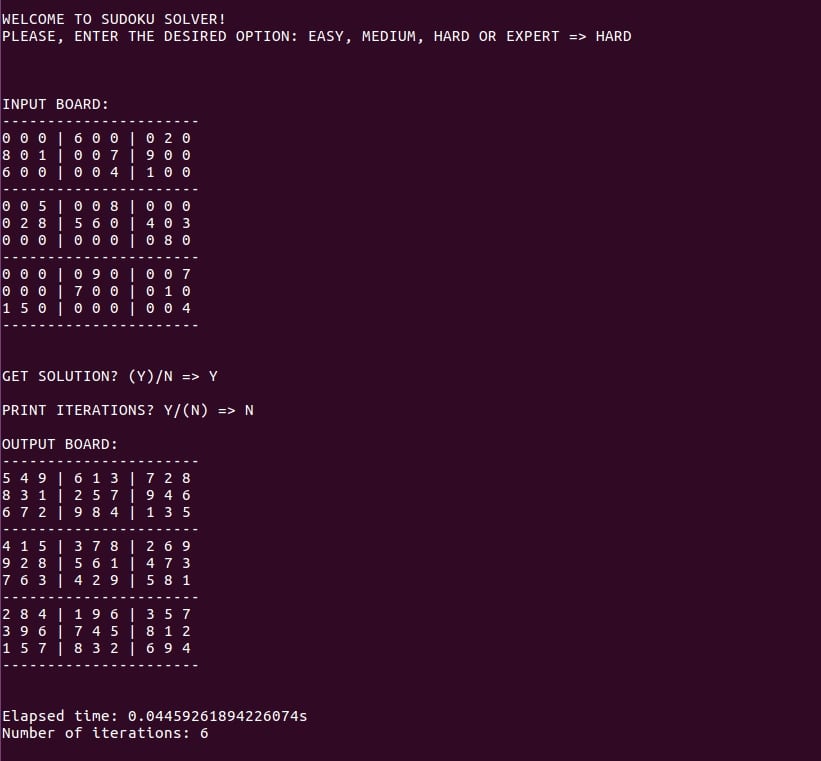 WELCOME TO SUDOKU SOLVER!
PLEASE, ENTER THE DESIRED OPTION: EASY, MEDIUM, HARD OR EXPERT => HARD
INPUT BOARD:
----------------------
0 0 0 | 6 0 0 | 0 2 0
8 0 1 | 0 0 7 | 9 0 0
6 0 0 | 0 0 4 | 1 0 0
----------------------
0 0 5 | 0 0 8 | 0 0 0
0 2 8 | 5 6 0 | 4 0 3
0 0 0 | 0 0 0 | 0 8 0
----------------------
0 0 0 | 0 9 0 | 0 0 7
0 0 0 | 7 0 0 | 0 1 0
1 5 0 | 0 0 0 | 0 0 4
----------------------
GET SOLUTION? (Y)/N => Y
PRINT ITERATIONS? Y/(N) => N
OUTPUT BOARD:
----------------------
5 4 9 | 6 1 3 | 7 2 8
8 3 1 | 2 5 7 | 9 4 6
6 7 2 | 9 8 4 | 1 3 5
----------------------
4 1 5 | 3 7 8 | 2 6 9
9 2 8 | 5 6 1 | 4 7 3
7 6 3 | 4 2 9 | 5 8 1
----------------------
2 8 4 | 1 9 6 | 3 5 7
3 9 6 | 7 4 5 | 8 1 2
1 5 7 | 8 3 2 | 6 9 4
----------------------
Elapsed time: 0.04459261894226074s
Number of iterations: 6